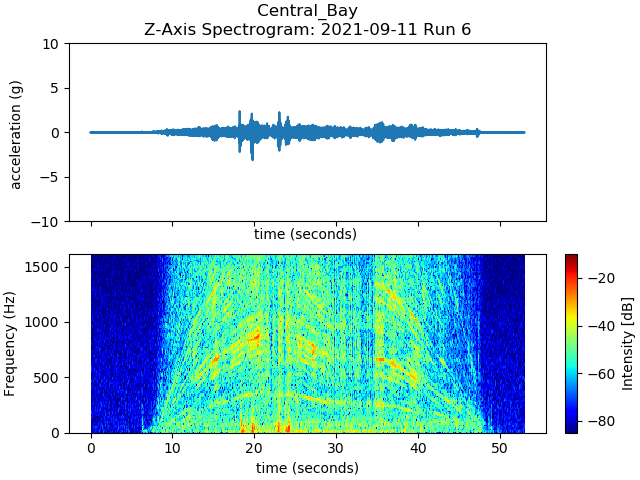 Central_Bay
Z-Axis Spectrogram: 2021-09-11 Run 6
10
5
0
−5
−10
acceleration (g)
time (seconds)
1500
1000
500
0
Frequency (Hz)
0 10 20 30 40 50
time (seconds)
−20
−40
−60
−80
Intensity [dB]